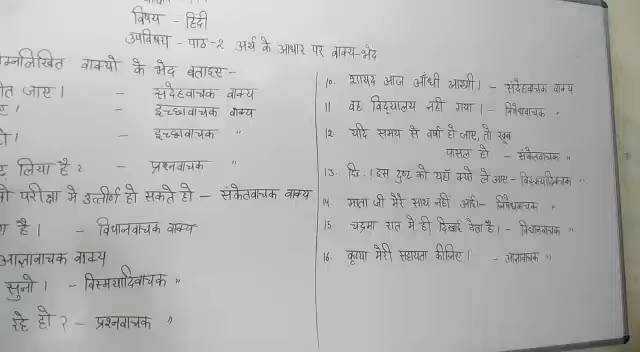 विषय - हिंदी
उपविषय - पाठ-2 अर्थ के आधार पर वाक्य-भेद
म्नलिखित वाक्यों के भेद बताइए-
त जाए। - संदेहवाचक वाक्य
ए! - इच्छावाचक वाक्य
ो! - इच्छावाचक "
लिया है? - प्रश्नवाचक "
परीक्षा में उत्तीर्ण हो सकते हो - संकेतवाचक वाक्य
है। - विधानवाचक वाक्य
आज्ञावाचक वाक्य
सुनो। - विस्मयादिवाचक "
रहे हो? - प्रश्नवाचक "
10. शायद आज आँधी आएगी। - संदेहवाचक वाक्य
11 वह विद्यालय नहीं गया। - निषेधवाचक "
12. यदि समय से वर्षा हो जाए, तो खूब
फसल हो - संकेतवाचक "
13. छि.! इस दुष्ट को यहाँ क्यों ले आए - विस्मयादिवाचक "
14. माता जी मेरे साथ नहीं आंई। - निषेधवाचक "
15. चंद्रमा रात में ही दिखाई देता है। - विधानवाचक "
16. कृप्या मेरी सहायता कीजिए। - आज्ञावाचक "